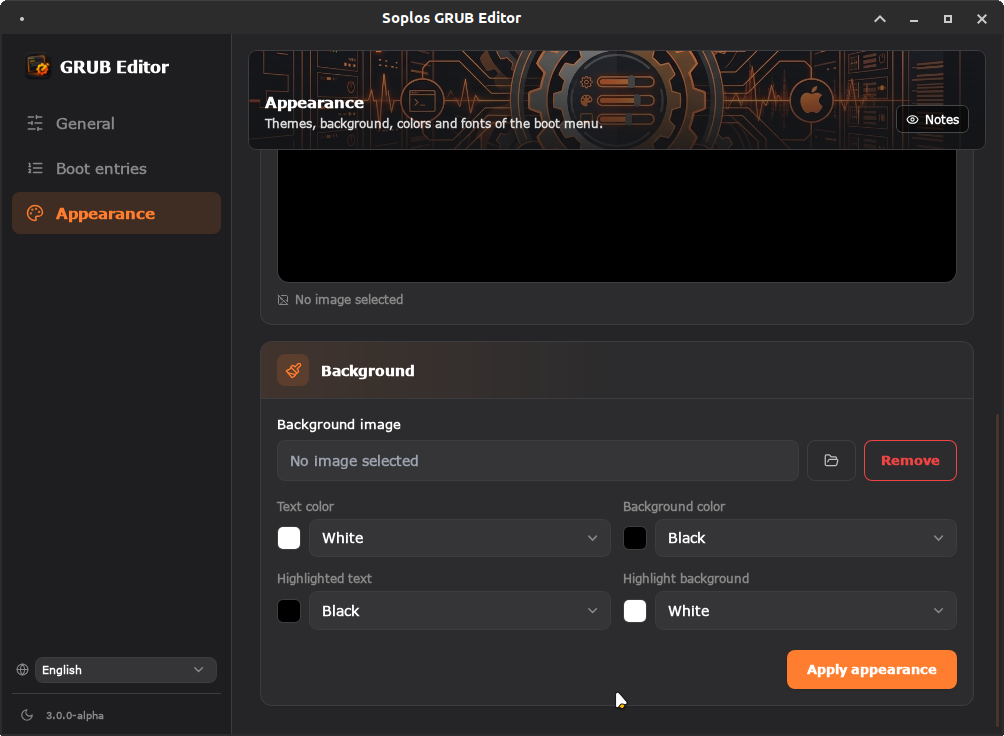 Soplos GRUB Editor
GRUB Editor
General
Boot entries
Appearance
English
3.0.0-alpha
Appearance
Themes, background, colors and fonts of the boot menu.
Notes
No image selected
Background
Background image
No image selected
Remove
Text color
Background color
White
Black
Highlighted text
Highlight background
Black
White
Apply appearance